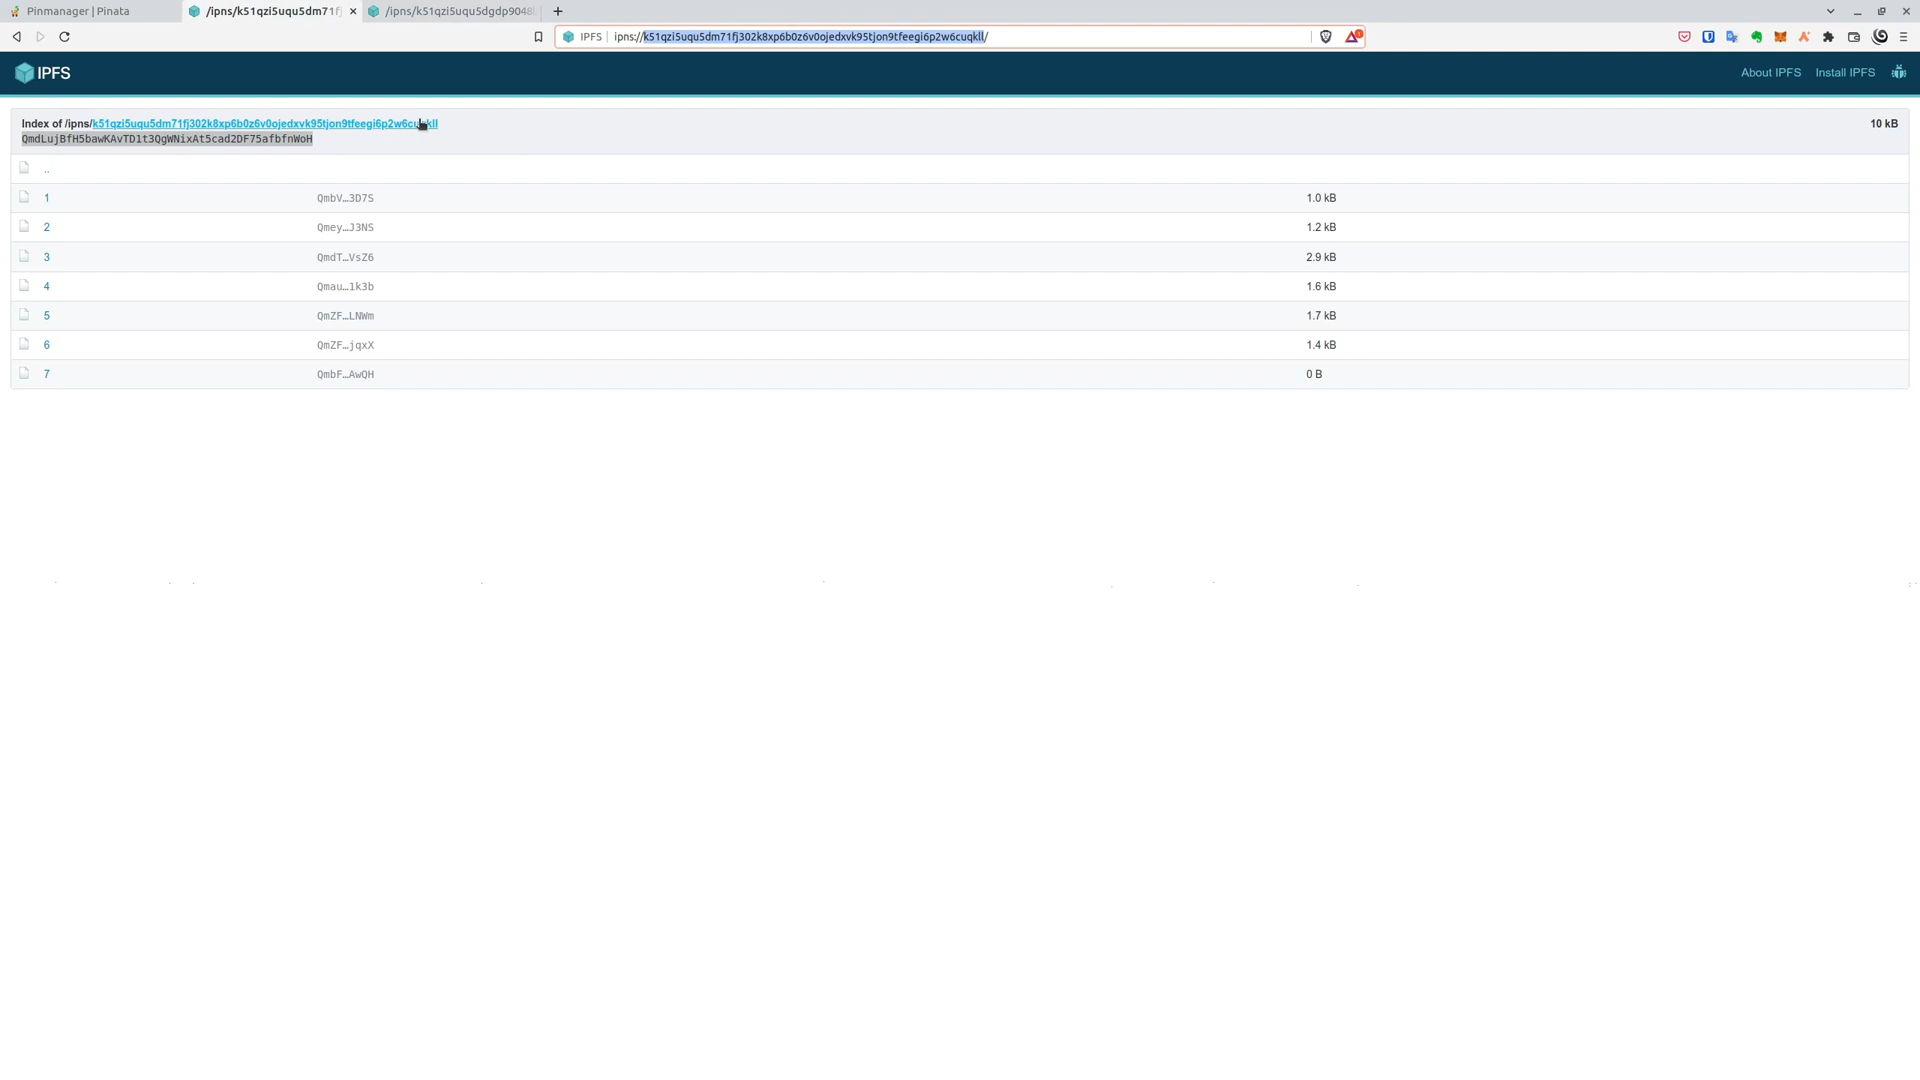 Pinmanager | Pinata
/ipns/k51qzi5uqu5dm71fj
/ipns/k51qzi5uqu5dgdp9048
IPFS
ipns://k51qzi5uqu5dm71fj302k8xp6b0z6v0ojedxvk95tjon9tfeegi6p2w6cuqkll/
IPFS
About IPFS
Install IPFS
Index of /ipns/k51qzi5uqu5dm71fj302k8xp6b0z6v0ojedxvk95tjon9tfeegi6p2w6cuqkll
10 kB
QmdLujBfH5bawKAvTD1t3QgWNixAt5cad2DF75afbfnWoH
..
1 QmbV…3D7S 1.0 kB
2 Qmey…J3NS 1.2 kB
3 QmdT…VsZ6 2.9 kB
4 Qmau…1k3b 1.6 kB
5 QmZF…LNWm 1.7 kB
6 QmZF…jqxX 1.4 kB
7 QmbF…AwQH 0 B